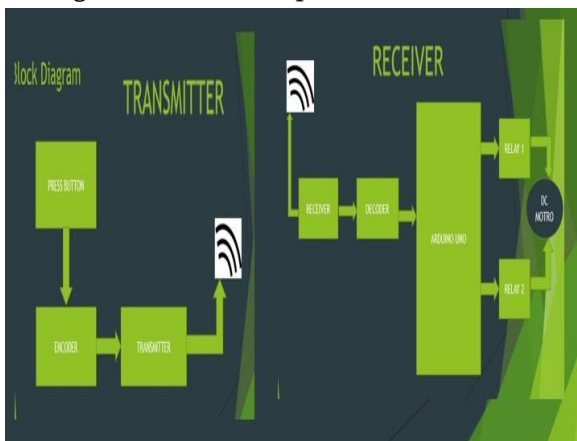 Block Diagram
TRANSMITTER
PRESS BUTTON
ENCODER
TRANSMITTER
RECEIVER
RECEIVER
DECODER
ARDUINO UNO
RELAY 1
RELAY 2
DC
MOTRO